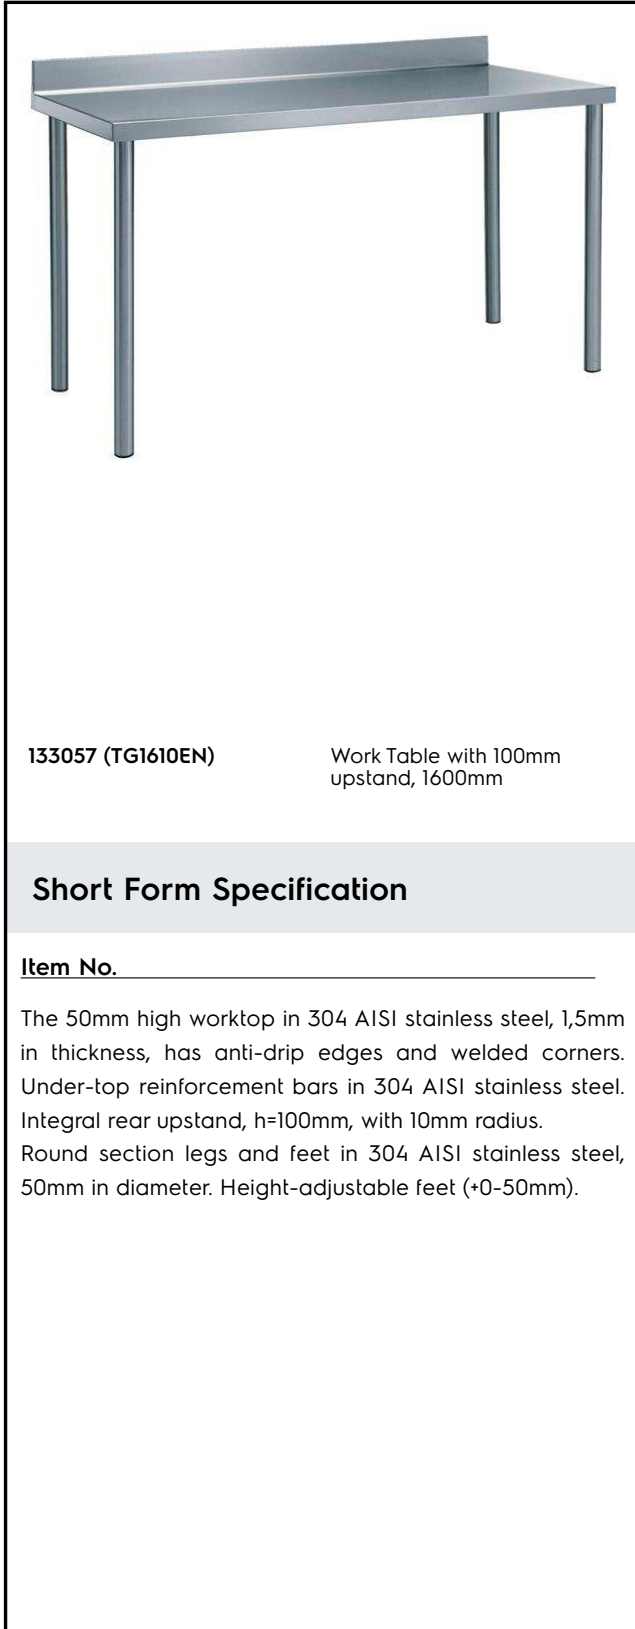 133057 (TG1610EN)
Work Table with 100mm
upstand, 1600mm
Short Form Specification
Item No.
The 50mm high worktop in 304 AISI stainless steel, 1,5mm
in thickness, has anti-drip edges and welded corners.
Under-top reinforcement bars in 304 AISI stainless steel.
Integral rear upstand, h=100mm, with 10mm radius.
Round section legs and feet in 304 AISI stainless steel,
50mm in diameter. Height-adjustable feet (+0-50mm).